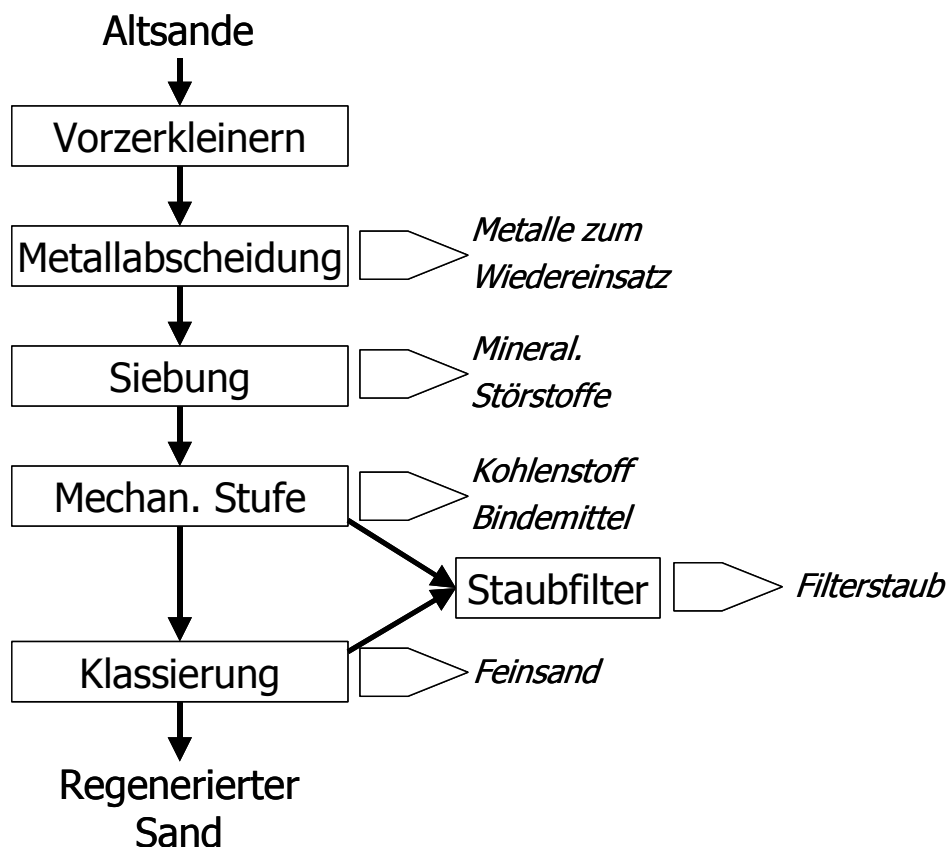 Altsande
Vorzerkleinern
Metallabscheidung
Metalle zum
Wiedereinsatz
Siebung
Mineral.
Störstoffe
Mechan. Stufe
Kohlenstoff
Bindemittel
Staubfilter
Filterstaub
Klassierung
Feinsand
Regenerierter
Sand